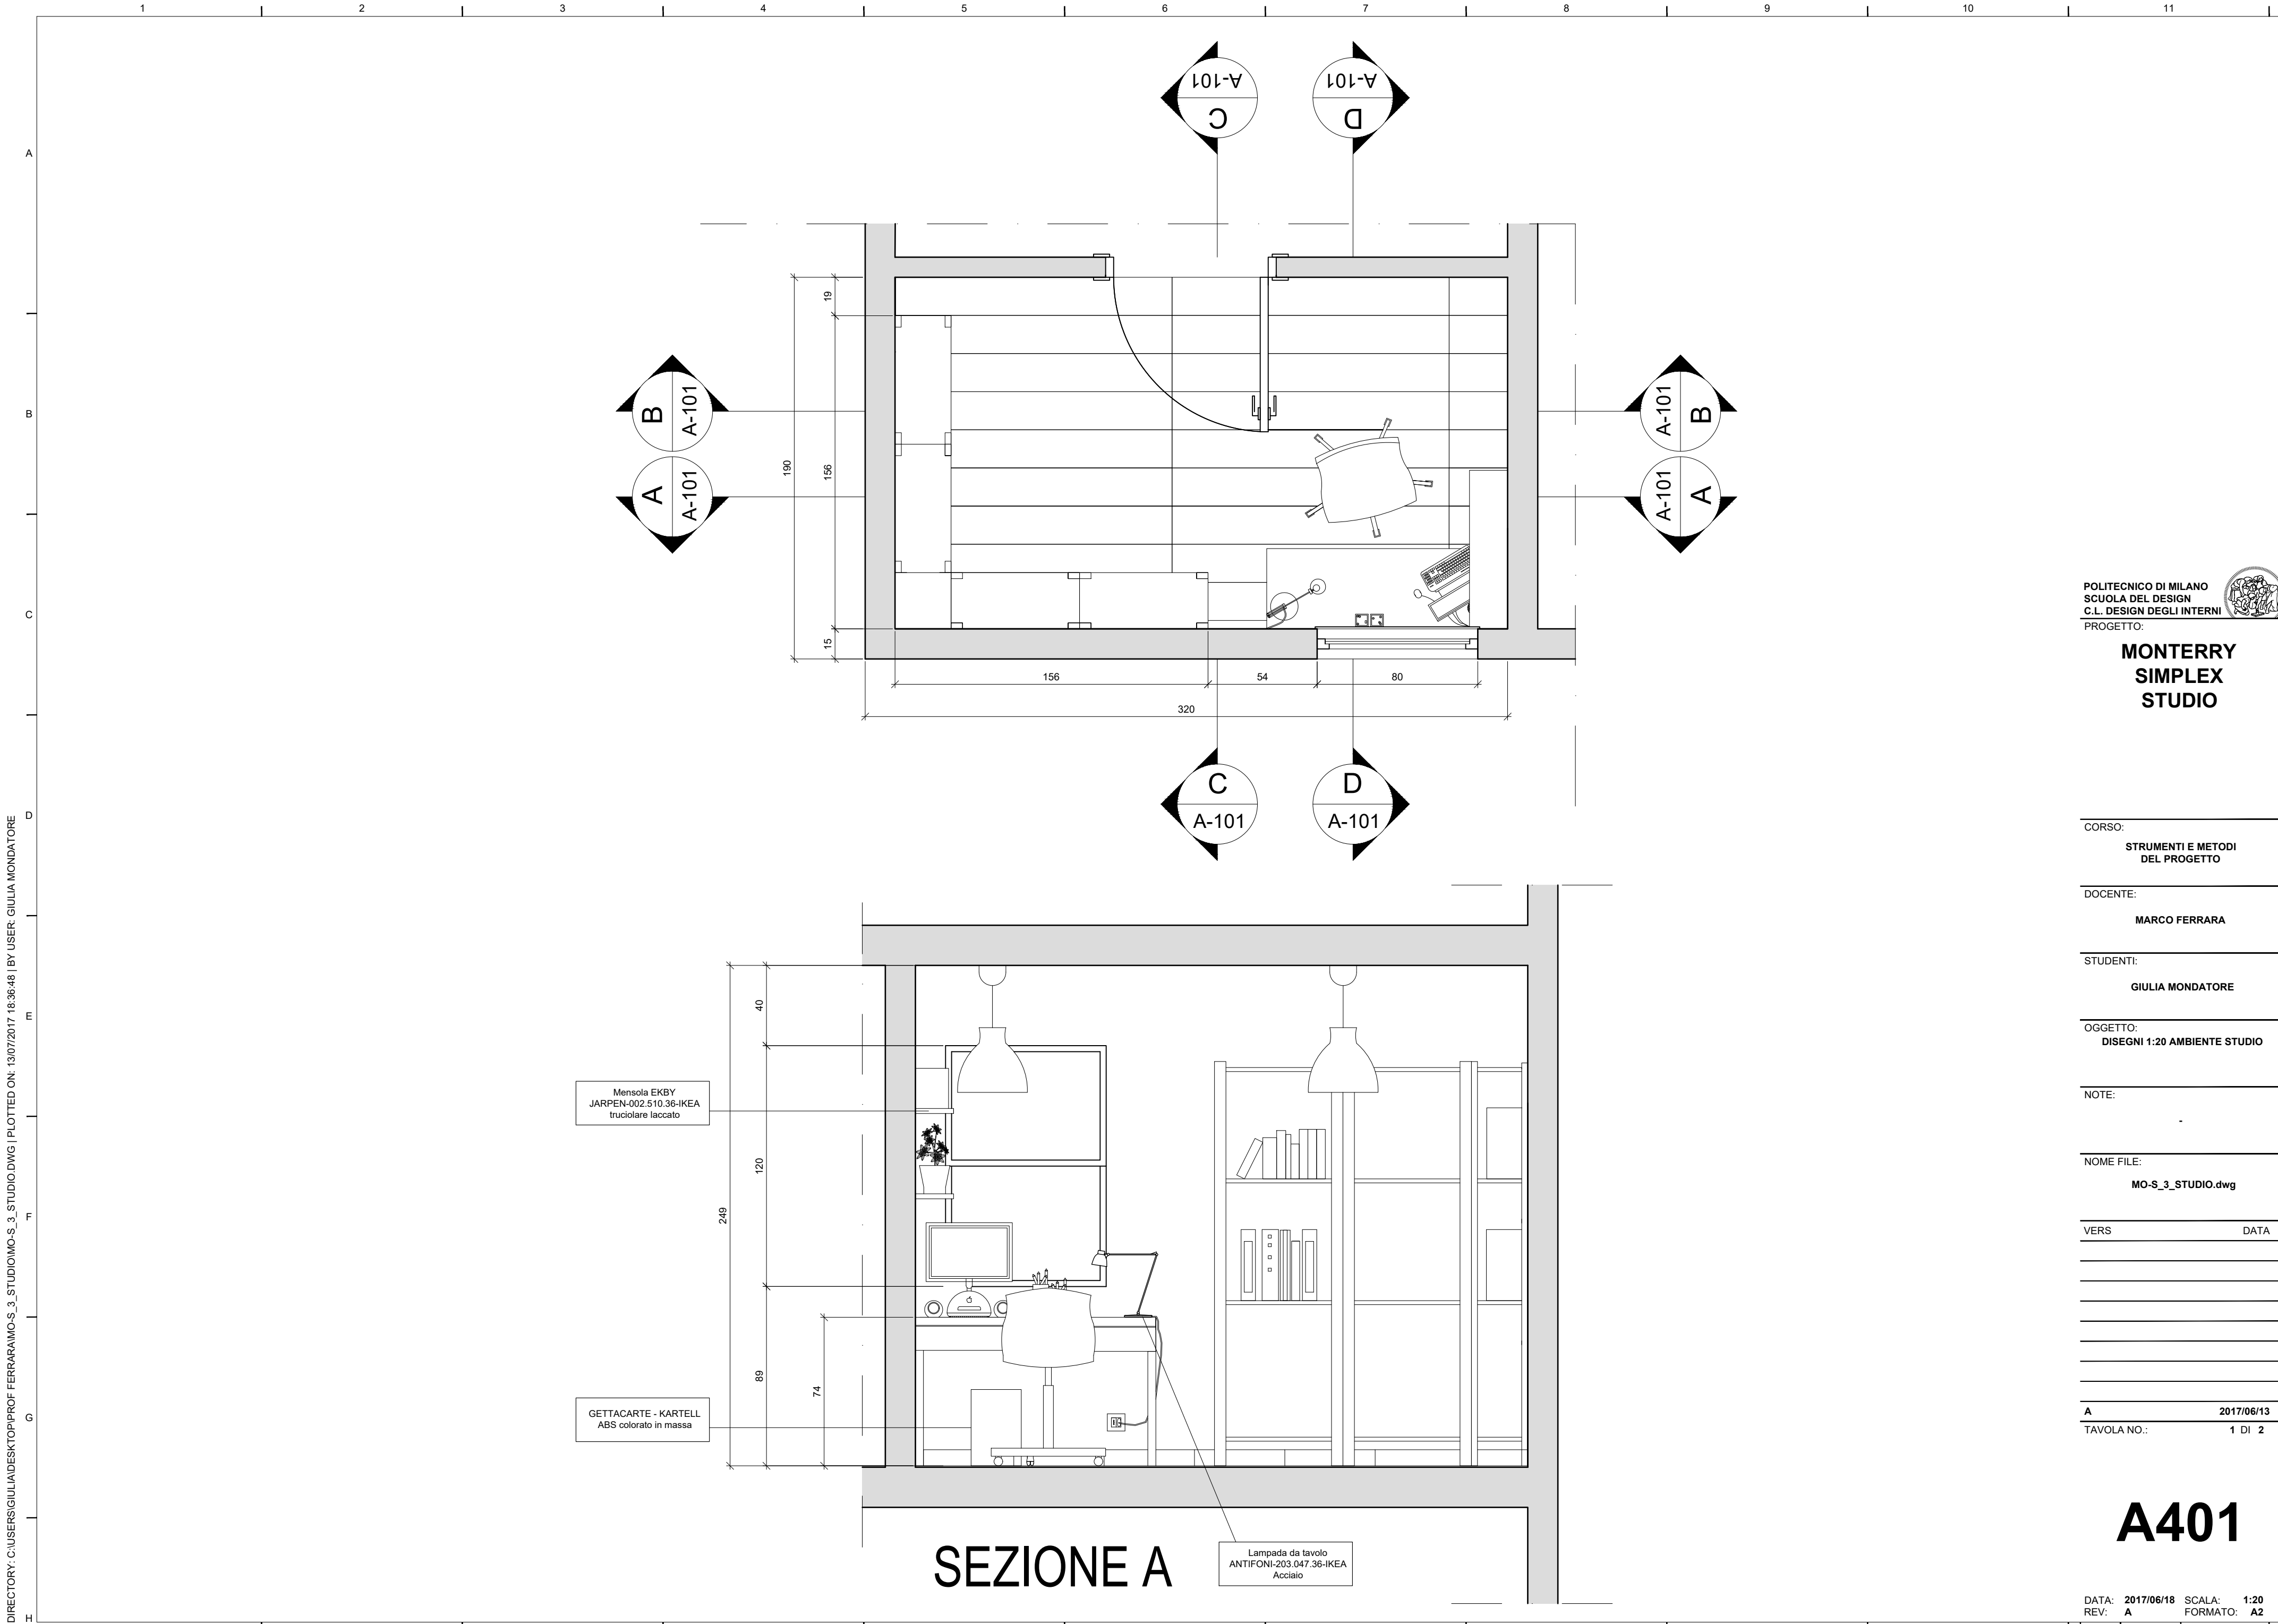 1 2 3 4 5 6 7 8 9 10 11
A
B
C
D
E
F
G
H
A-101
C
A-101
D
19
190
156
15
156
54
80
320
B
A-101
A
A-101
A-101
B
A-101
A
C
A-101
D
A-101
40
120
249
89
74
Mensola EKBY
JARPEN-002.510.36-IKEA
truciolare laccato
GETTACARTE - KARTELL
ABS colorato in massa
Lampada da tavolo
ANTIFONI-203.047.36-IKEA
Acciaio
SEZIONE A
DIRECTORY: C:\USERS\GIULIA\DESKTOP\PROF FERRARA\MO-S_3_STUDIO\MO-S_3_STUDIO.DWG | PLOTTED ON: 13/07/2017 18:36:48 | BY USER: GIULIA MONDATORE
POLITECNICO DI MILANO
SCUOLA DEL DESIGN
C.L. DESIGN DEGLI INTERNI
PROGETTO:
MONTERRY
SIMPLEX
STUDIO
CORSO:
STRUMENTI E METODI
DEL PROGETTO
DOCENTE:
MARCO FERRARA
STUDENTI:
GIULIA MONDATORE
OGGETTO:
DISEGNI 1:20 AMBIENTE STUDIO
NOTE:
-
NOME FILE:
MO-S_3_STUDIO.dwg
VERS DATA
A 2017/06/13
TAVOLA NO.: 1 DI 2
A401
DATA: 2017/06/18 SCALA: 1:20
REV: A FORMATO: A2